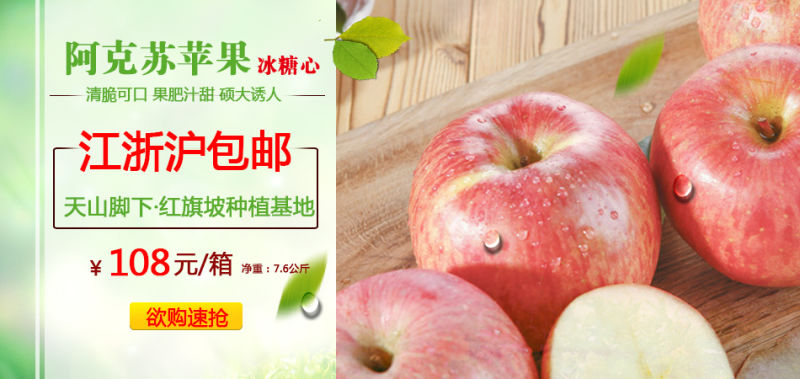 阿克苏苹果 冰糖心
清脆可口 果肥汁甜 硕大诱人
江浙沪包邮
天山脚下·红旗坡种植基地
￥108元/箱 净重：7.6公斤
欲购速抢